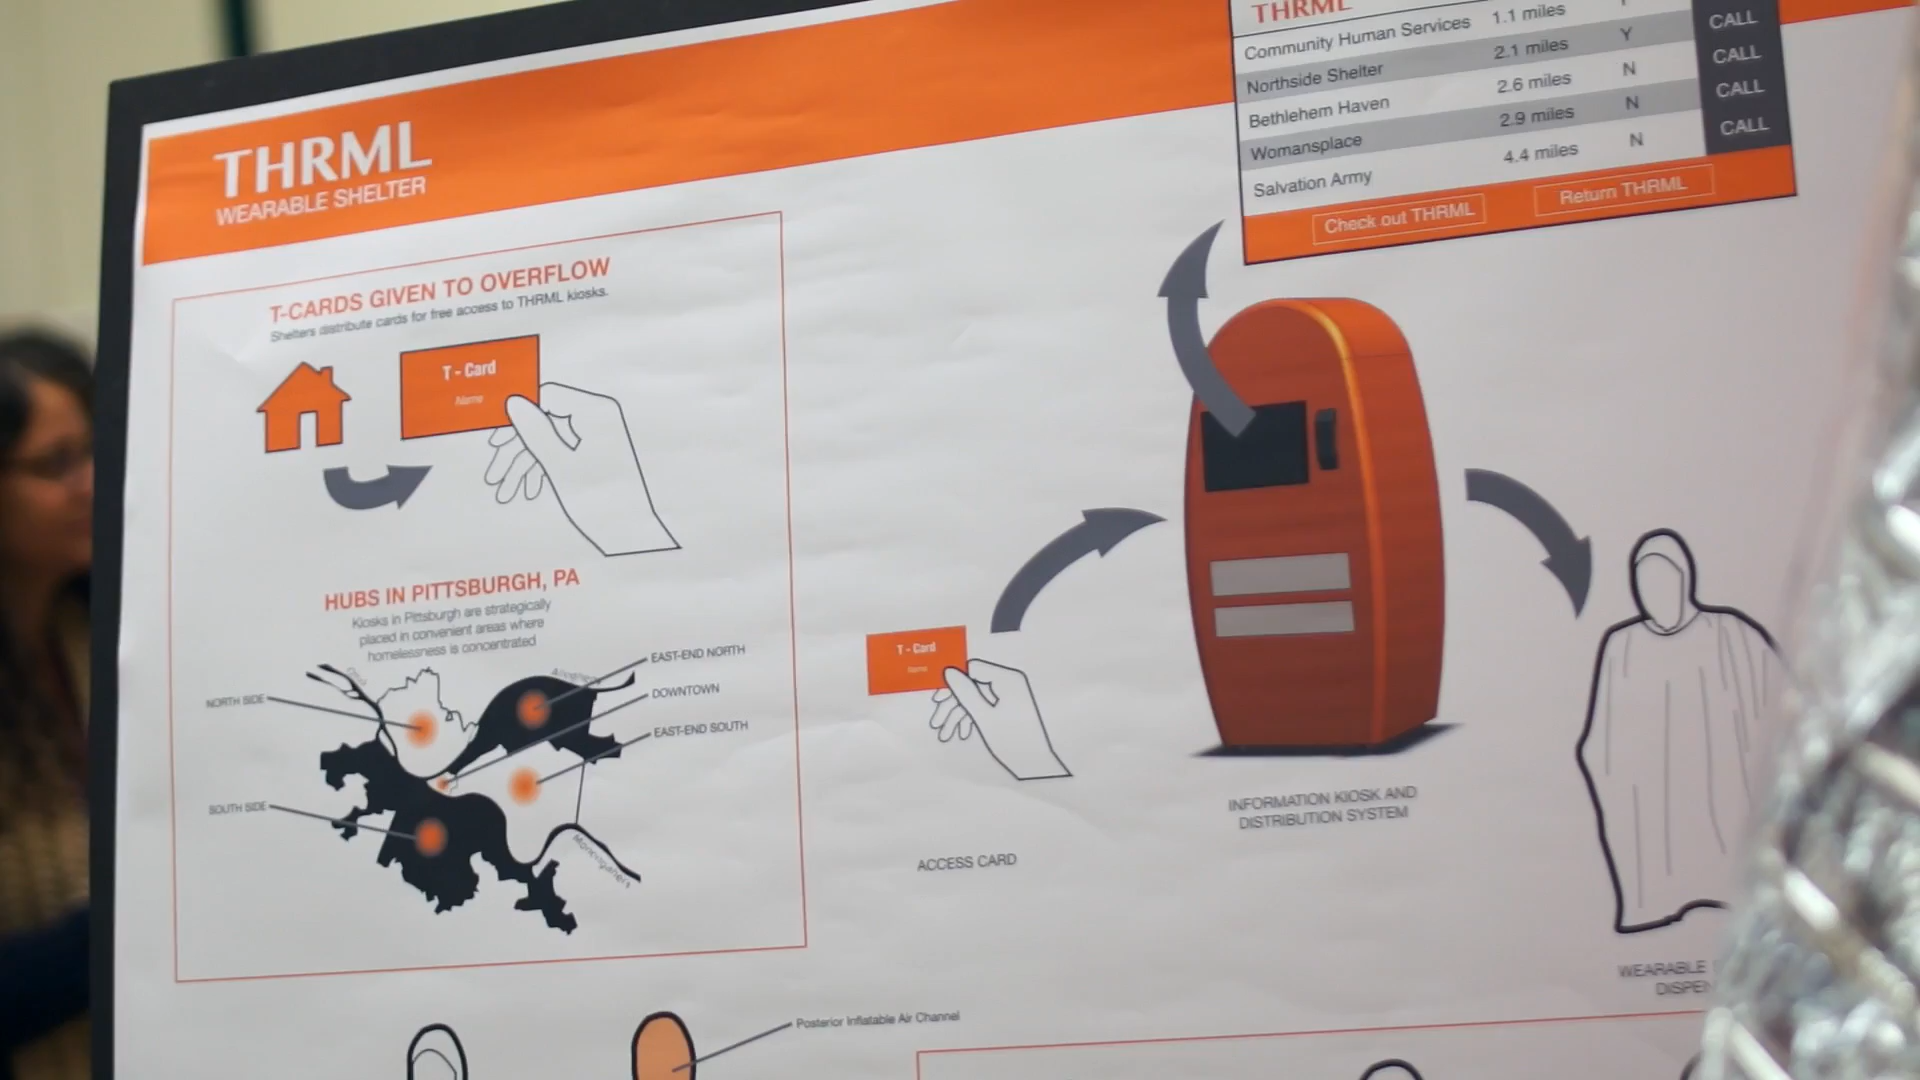 THRML
WEARABLE SHELTER
THRML
Community Human Services 1.1 miles
Northside Shelter 2.1 miles Y CALL
Bethlehem Haven 2.6 miles N CALL
Womansplace 2.9 miles N CALL
Salvation Army 4.4 miles N CALL
Check out THRML Return THRML
T-CARDS GIVEN TO OVERFLOW
Shelters distribute cards for free access to THRML kiosks.
T - Card
Name
HUBS IN PITTSBURGH, PA
Kiosks in Pittsburgh are strategically
placed in convenient areas where
homelessness is concentrated
EAST-END NORTH
NORTH SIDE
DOWNTOWN
EAST-END SOUTH
SOUTH SIDE
T - Card
Name
ACCESS CARD
INFORMATION KIOSK AND
DISTRIBUTION SYSTEM
WEARABLE
Posterior Inflatable Air Channel